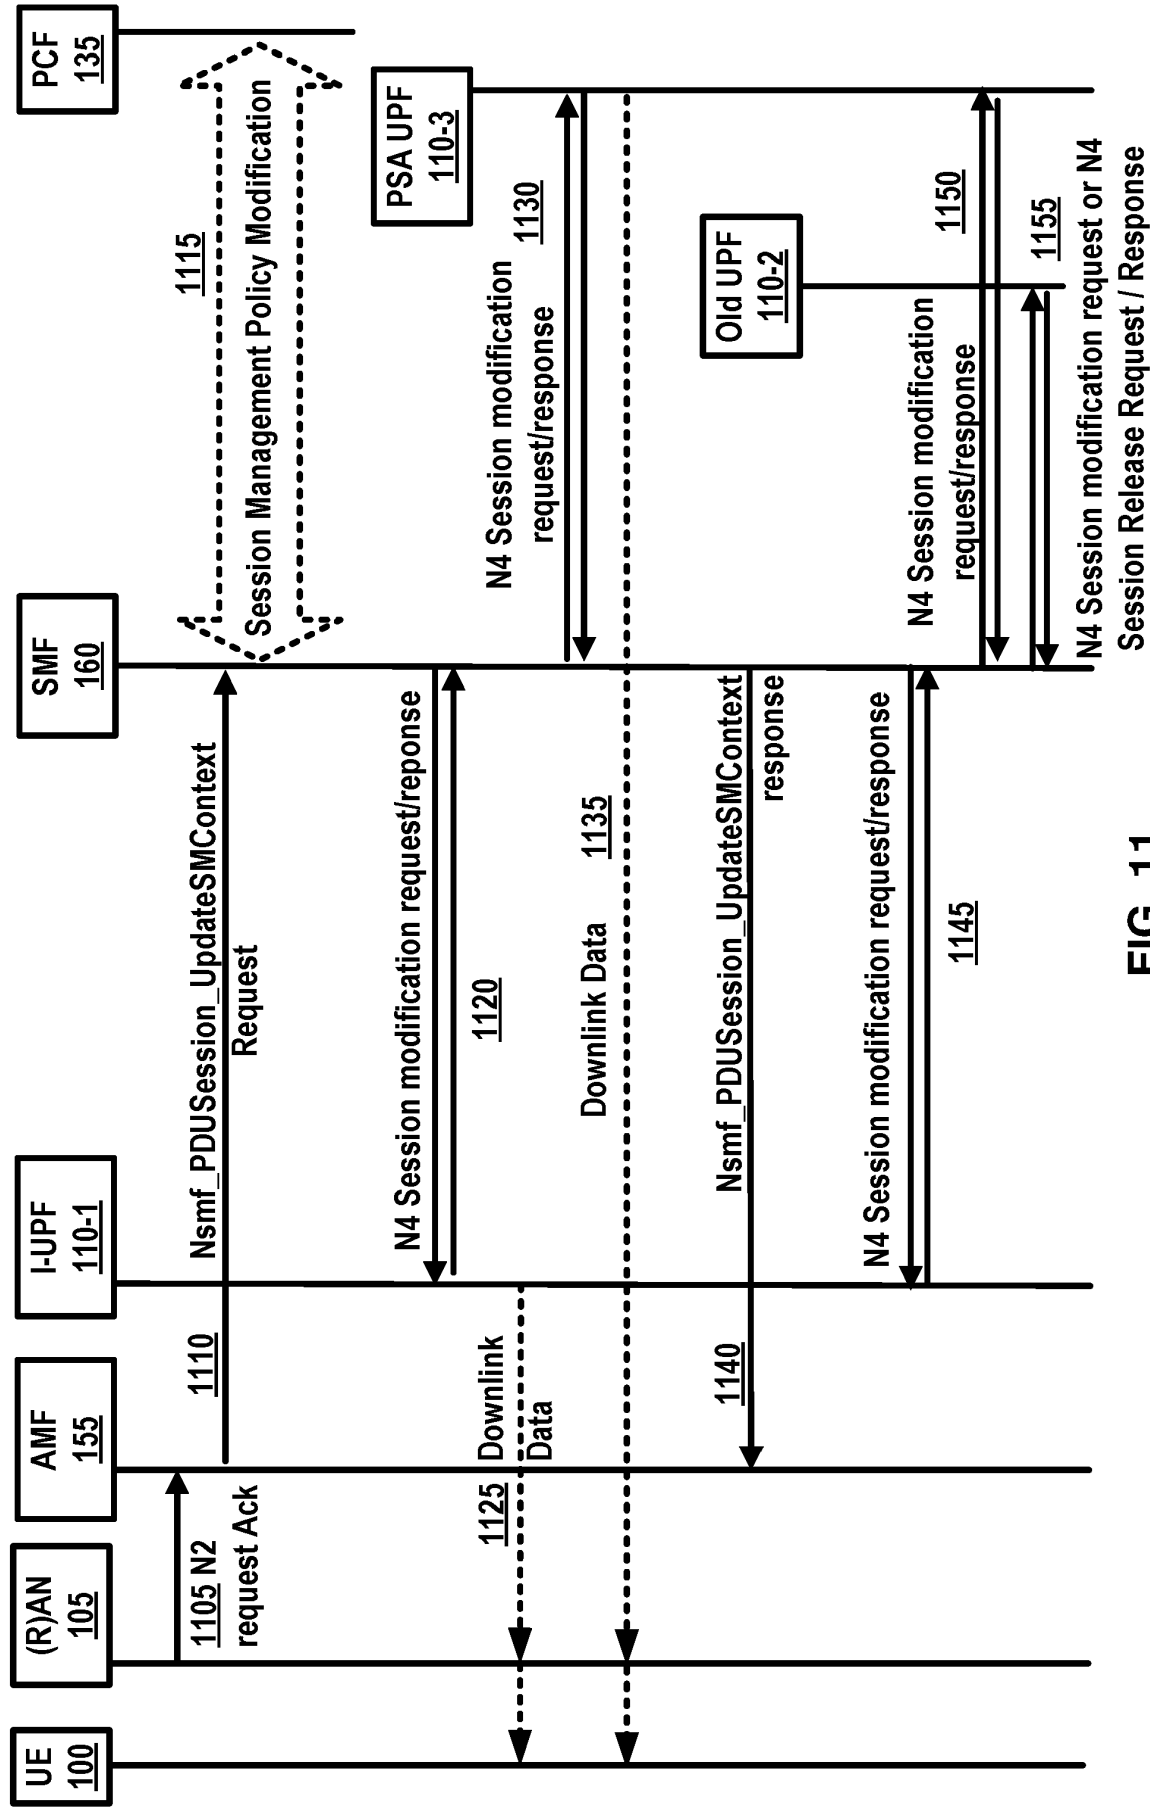 UE
100
(R)AN
105
AMF
155
I-UPF
110-1
SMF
160
PCF
135
1105 N2
request Ack
1110
Nsmf_PDUSession_UpdateSMContext
Request
1115
Session Management Policy Modification
PSA UPF
110-3
N4 Session modification request/reponse
1120
1125
Downlink
Data
N4 Session modification
request/response
1130
Downlink Data
1135
Old UPF
110-2
1140
Nsmf_PDUSession_UpdateSMContext
response
N4 Session modification request/response
1145
N4 Session modification
request/response
1150
1155
N4 Session modification request or N4
Session Release Request / Response
FIG. 11